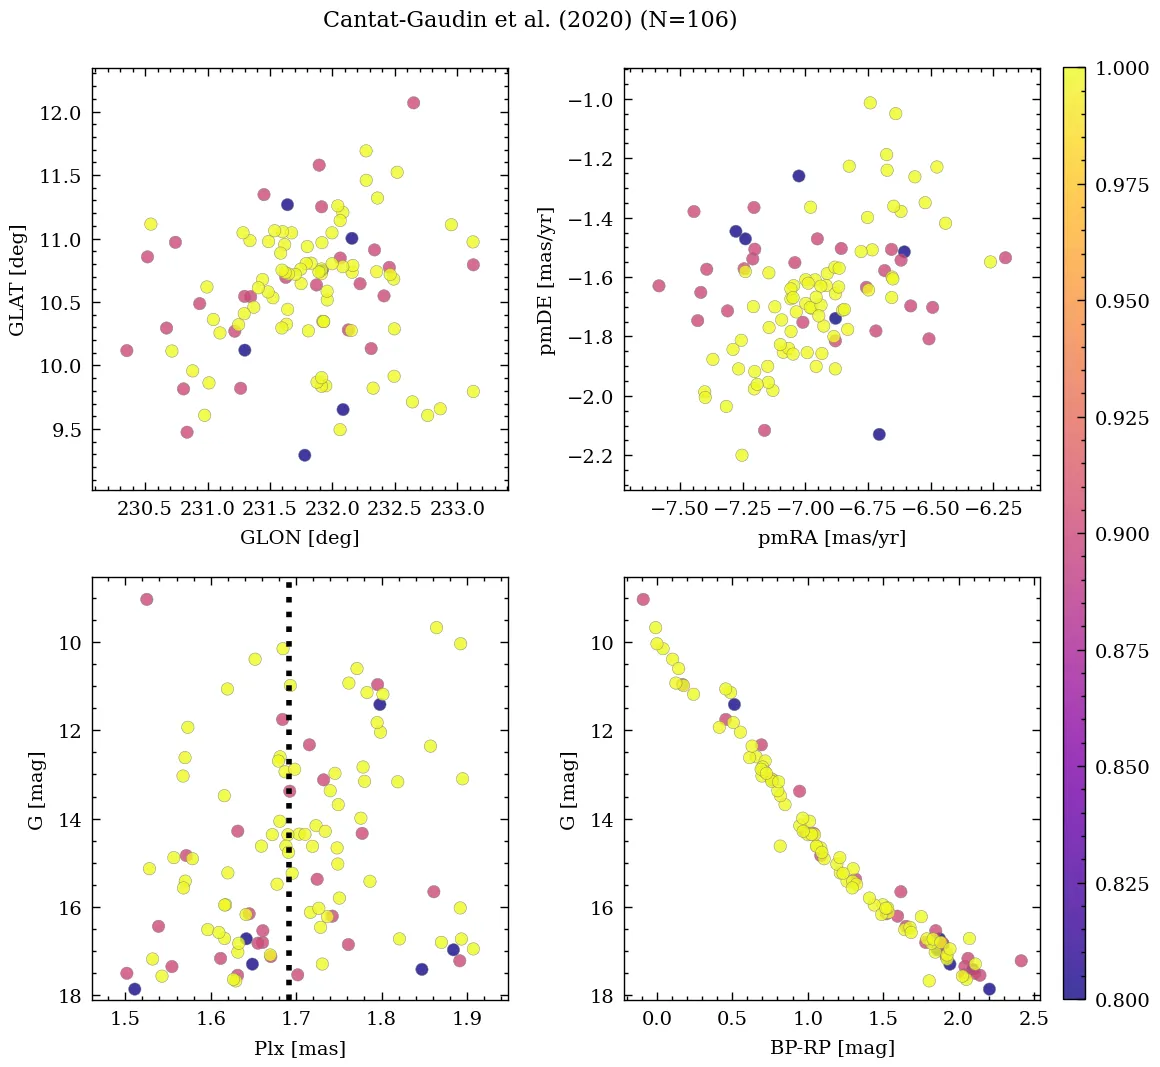 Cantat-Gaudin et al. (2020) (N=106)
12.0
11.5
11.0
10.5
10.0
9.5
GLAT [deg]
230.5 231.0 231.5 232.0 232.5 233.0
GLON [deg]
−1.0
−1.2
−1.4
−1.6
−1.8
−2.0
−2.2
pmDE [mas/yr]
−7.50 −7.25 −7.00 −6.75 −6.50 −6.25
pmRA [mas/yr]
10
12
14
16
18
G [mag]
1.5 1.6 1.7 1.8 1.9
Plx [mas]
10
12
14
16
18
G [mag]
0.0 0.5 1.0 1.5 2.0 2.5
BP-RP [mag]
1.000
0.975
0.950
0.925
0.900
0.875
0.850
0.825
0.800